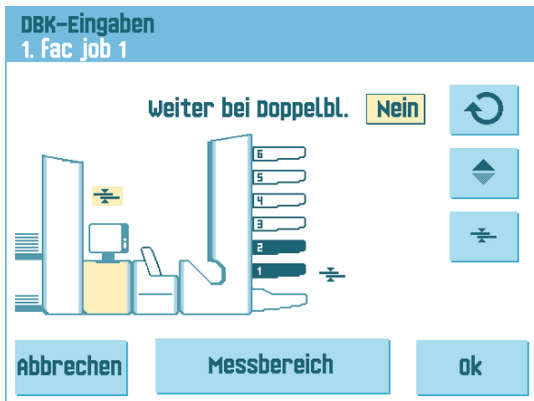 DBK-Eingaben
1. Fac job 1
Weiter bei Doppelbl. Nein
6
5
4
3
2
1
Abbrechen Messbereich Ok